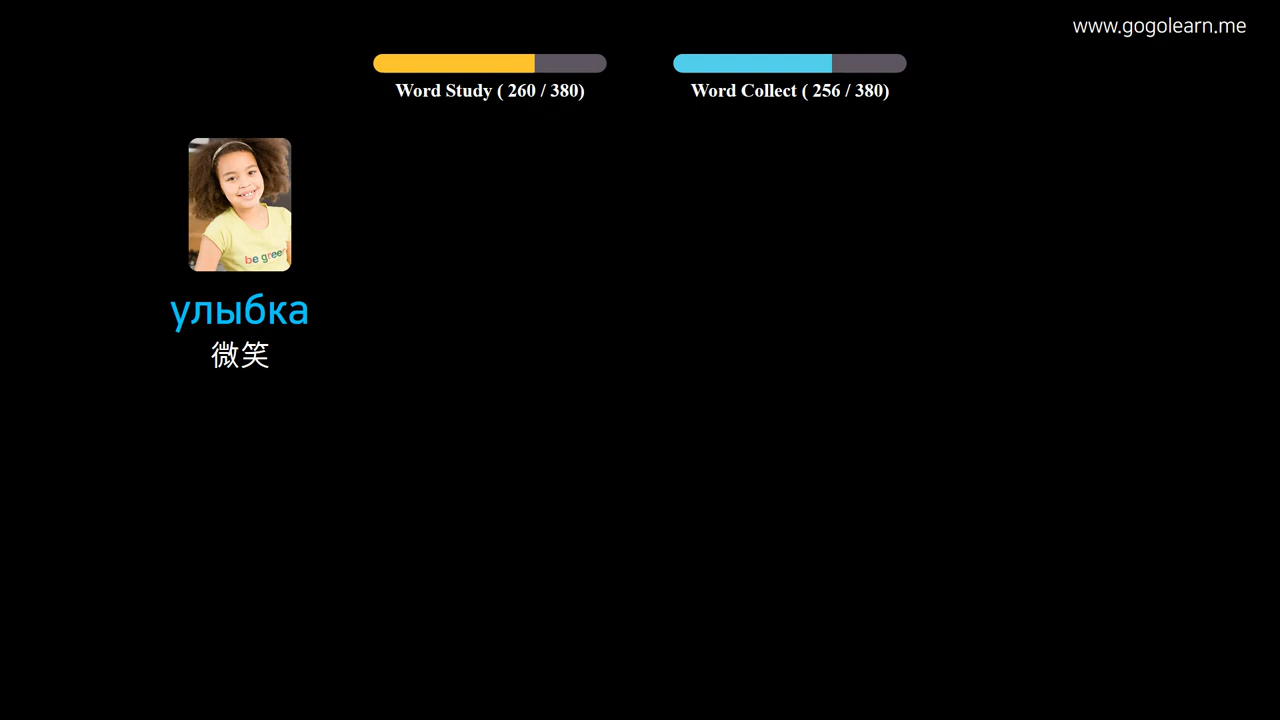 www.gogolearn.me
Word Study ( 260 / 380)
Word Collect ( 256 / 380)
be green
улыбка
微笑